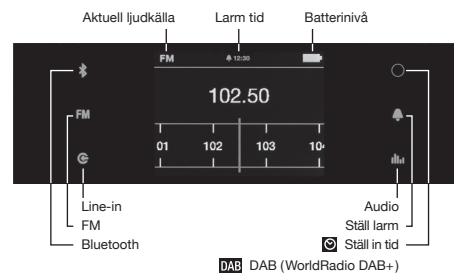 Aktuell ljudkälla
Larm tid
Batterinivå
FM
12:30
102.50
FM
01 102 103 10
Line-in
FM
Bluetooth
Audio
Ställ larm
Ställ in tid
DAB DAB (WorldRadio DAB+)